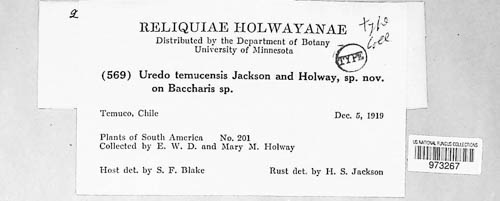 2
RELIQUIAE HOLWAYANAE
Distributed by the Department of Botany
University of Minnesota
type
TYPE
(569) Uredo temucensis Jackson and Holway, sp. nov.
on Baccharis sp.
Temuco, Chile Dec. 5, 1919
Plants of South America No. 201
Collected by E. W. D. and Mary M. Holway
Host det. by S. F. Blake Rust det. by H. S. Jackson
US NATIONAL FUNGUS COLLECTIONS
973267